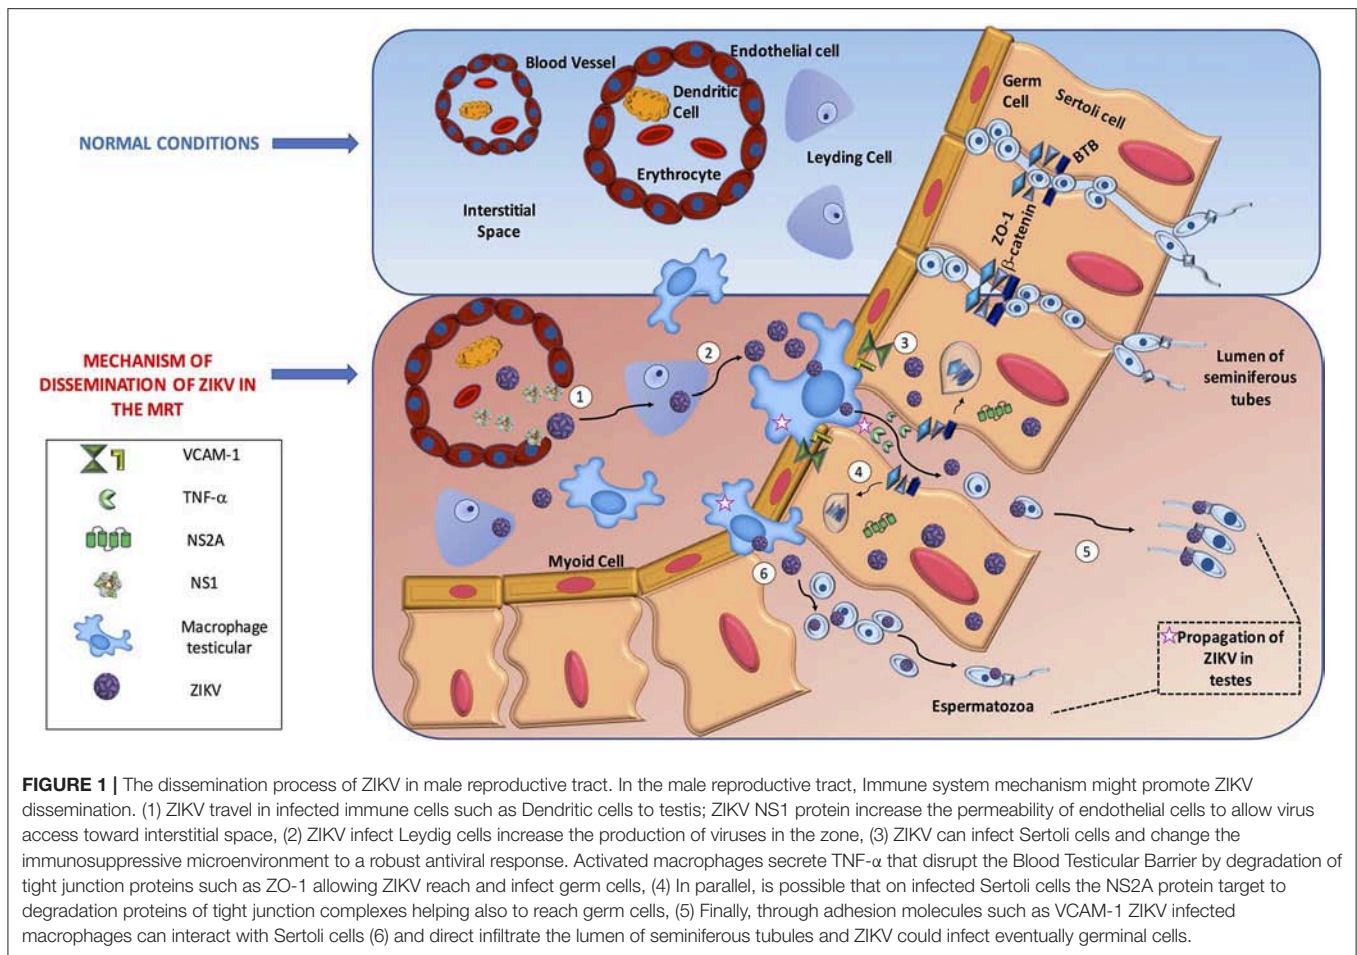 Blood Vessel
Endothelial cell
Dendritic
Cell
Erythrocyte
Interstitial
Space
Leyding Cell
Germ
Cell
Sertoli cell
BTB
ZO-1
β-catenin
NORMAL CONDITIONS
MECHANISM OF
DISSEMINATION OF ZIKV IN
THE MRT
VCAM-1
TNF-α
NS2A
NS1
Macrophage
testicular
ZIKV
1
2
3
4
5
6
Lumen of
seminiferous
tubes
Myoid Cell
Propagation of
ZIKV in
testes
Espermatozoa
FIGURE 1 | The dissemination process of ZIKV in male reproductive tract. In the male reproductive tract, Immune system mechanism might promote ZIKV
dissemination. (1) ZIKV travel in infected immune cells such as Dendritic cells to testis; ZIKV NS1 protein increase the permeability of endothelial cells to allow virus
access toward interstitial space, (2) ZIKV infect Leydig cells increase the production of viruses in the zone, (3) ZIKV can infect Sertoli cells and change the
immunosuppressive microenvironment to a robust antiviral response. Activated macrophages secrete TNF-α that disrupt the Blood Testicular Barrier by degradation of
tight junction proteins such as ZO-1 allowing ZIKV reach and infect germ cells, (4) In parallel, is possible that on infected Sertoli cells the NS2A protein target to
degradation proteins of tight junction complexes helping also to reach germ cells, (5) Finally, through adhesion molecules such as VCAM-1 ZIKV infected
macrophages can interact with Sertoli cells (6) and direct infiltrate the lumen of seminiferous tubules and ZIKV could infect eventually germinal cells.